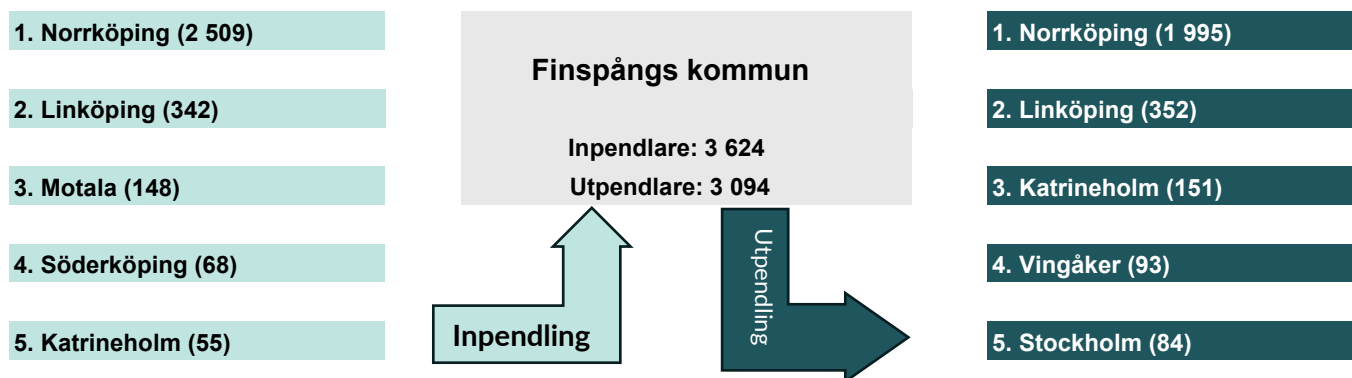 1. Norrköping (2 509)
2. Linköping (342)
3. Motala (148)
4. Söderköping (68)
5. Katrineholm (55)
Finspångs kommun
Inpendlare: 3 624
Utpendlare: 3 094
Inpendling
Utpendling
1. Norrköping (1 995)
2. Linköping (352)
3. Katrineholm (151)
4. Vingåker (93)
5. Stockholm (84)